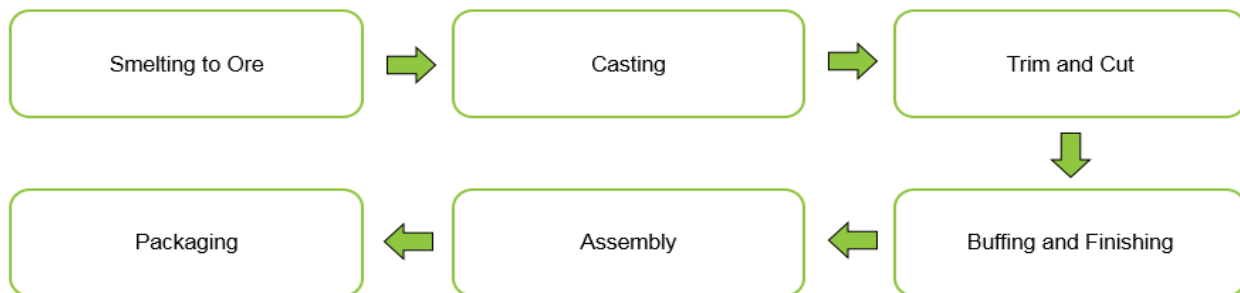 Smelting to Ore
Casting
Trim and Cut
Buffing and Finishing
Assembly
Packaging